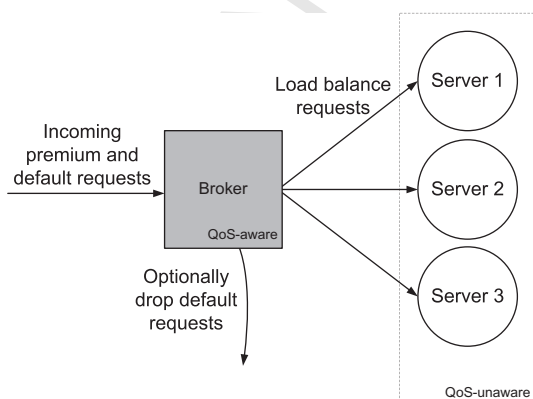 Incoming
premium and
default requests
Broker
QoS-aware
Load balance
requests
Optionally
drop default
requests
Server 1
Server 2
Server 3
QoS-unaware